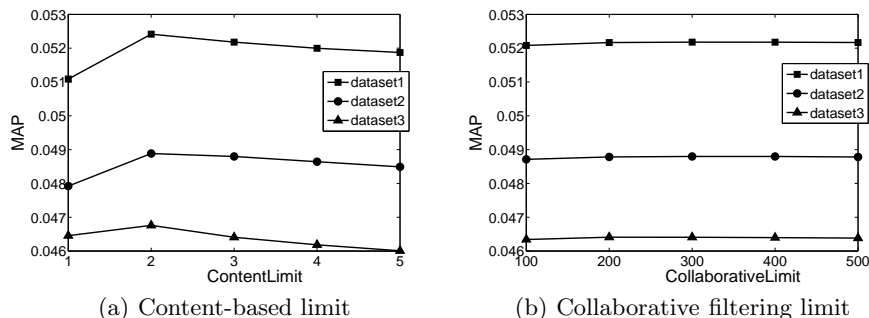 0.053
0.052
0.051
0.05
0.049
0.048
0.047
0.046
MAP
1 2 3 4 5
ContentLimit
dataset1
dataset2
dataset3
(a) Content-based limit
0.053
0.052
0.051
0.05
0.049
0.048
0.047
0.046
MAP
100 200 300 400 500
CollaborativeLimit
dataset1
dataset2
dataset3
(b) Collaborative filtering limit